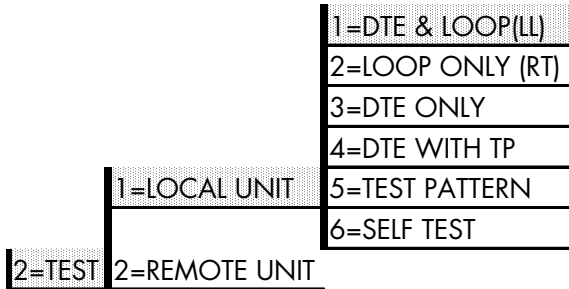 1=DTE & LOOP(LL)
2=LOOP ONLY (RT)
3=DTE ONLY
4=DTE WITH TP
1=LOCAL UNIT 5=TEST PATTERN
6=SELF TEST
2=TEST 2=REMOTE UNIT